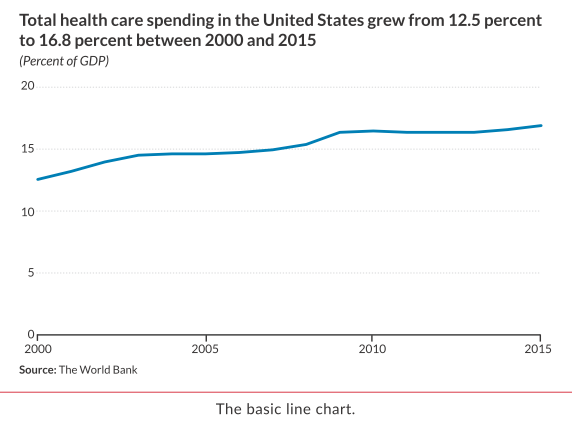 Total health care spending in the United States grew from 12.5 percent
to 16.8 percent between 2000 and 2015
(Percent of GDP)
20
15
10
5
0
2000 2005 2010 2015
Source: The World Bank
The basic line chart.